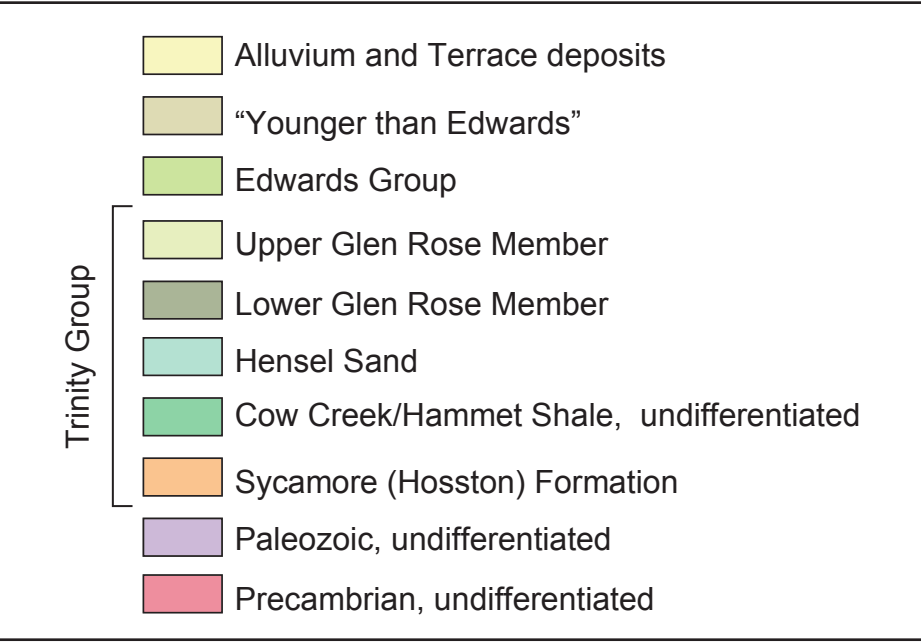 Alluvium and Terrace deposits
“Younger than Edwards”
Edwards Group
Trinity Group
Upper Glen Rose Member
Lower Glen Rose Member
Hensel Sand
Cow Creek/Hammet Shale, undifferentiated
Sycamore (Hosston) Formation
Paleozoic, undifferentiated
Precambrian, undifferentiated